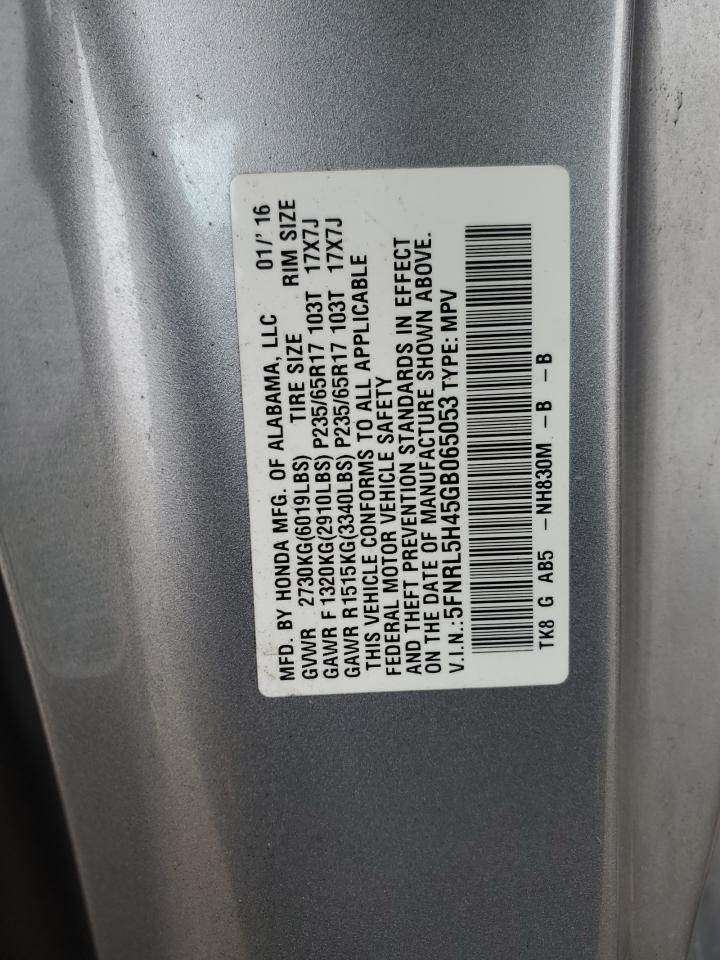 MFD. BY HONDA MFG. OF ALABAMA, LLC 01/' 16
GVWR 2730KG(6019LBS) TIRE SIZE RIM SIZE
GAWR F 1320KG(2910LBS) P235/65R17 103T 17X7J
GAWR R1515KG(3340LBS) P235/65R17 103T 17X7J
THIS VEHICLE CONFORMS TO ALL APPLICABLE
FEDERAL MOTOR VEHICLE SAFETY
AND THEFT PREVENTION STANDARDS IN EFFECT
ON THE DATE OF MANUFACTURE SHOWN ABOVE.
V.I.N.:5FNRL5H45GB065053 TYPE: MPV
TK8 G AB5 -NH830M -B -B